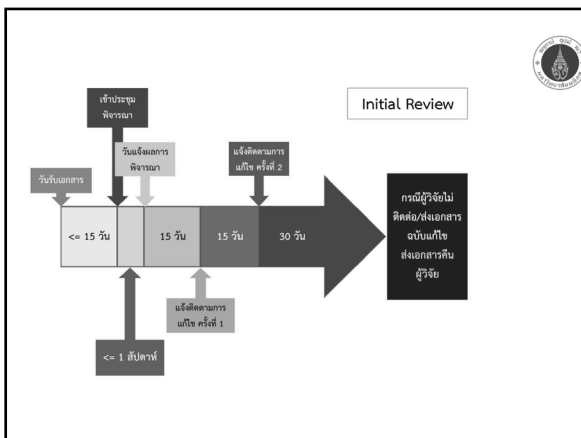 Initial Review
เข้าประชุม
พิจารณา
วันแจ้งผลการ
พิจารณา
แจ้งติดตามการ
แก้ไข ครั้งที่ 2
วันรับเอกสาร
<= 15 วัน
15 วัน
15 วัน
30 วัน
กรณีผู้วิจัยไม่
ติดต่อ/ส่งเอกสาร
ฉบับแก้ไข
ส่งเอกสารคืน
ผู้วิจัย
แจ้งติดตามการ
แก้ไข ครั้งที่ 1
<= 1 สัปดาห์